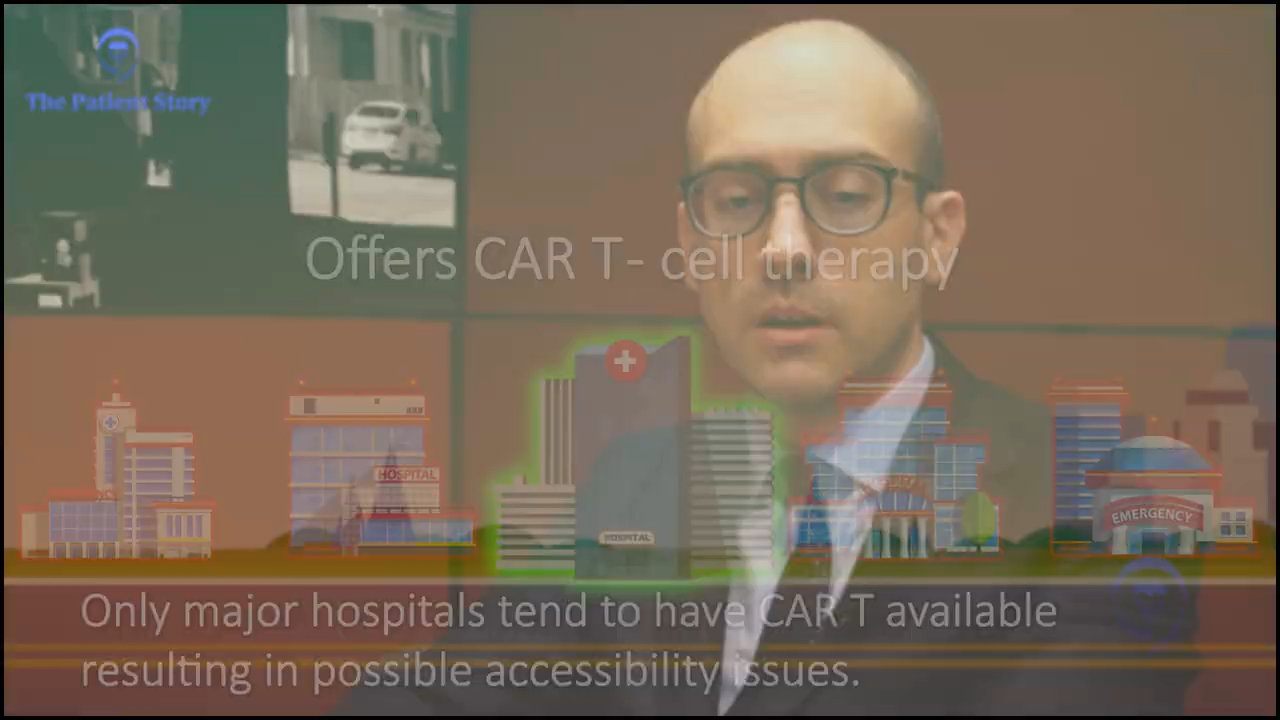 The Patient Story
Offers CAR T- cell therapy
HOSPITAL
HOSPITAL
EMERGENCY
Only major hospitals tend to have CAR T available
resulting in possible accessibility issues.